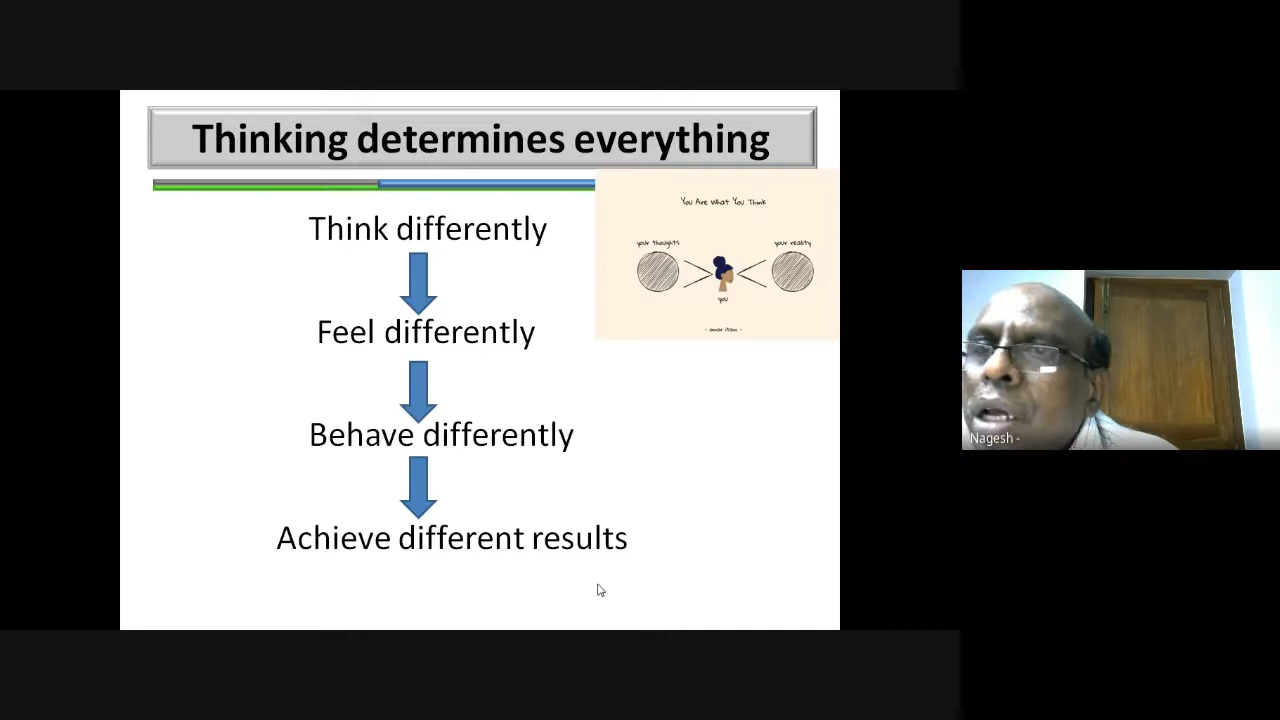 Thinking determines everything
Think differently
Feel differently
Behave differently
Achieve different results
You Are What You Think
your thoughts
your reality
you
Nagesh -